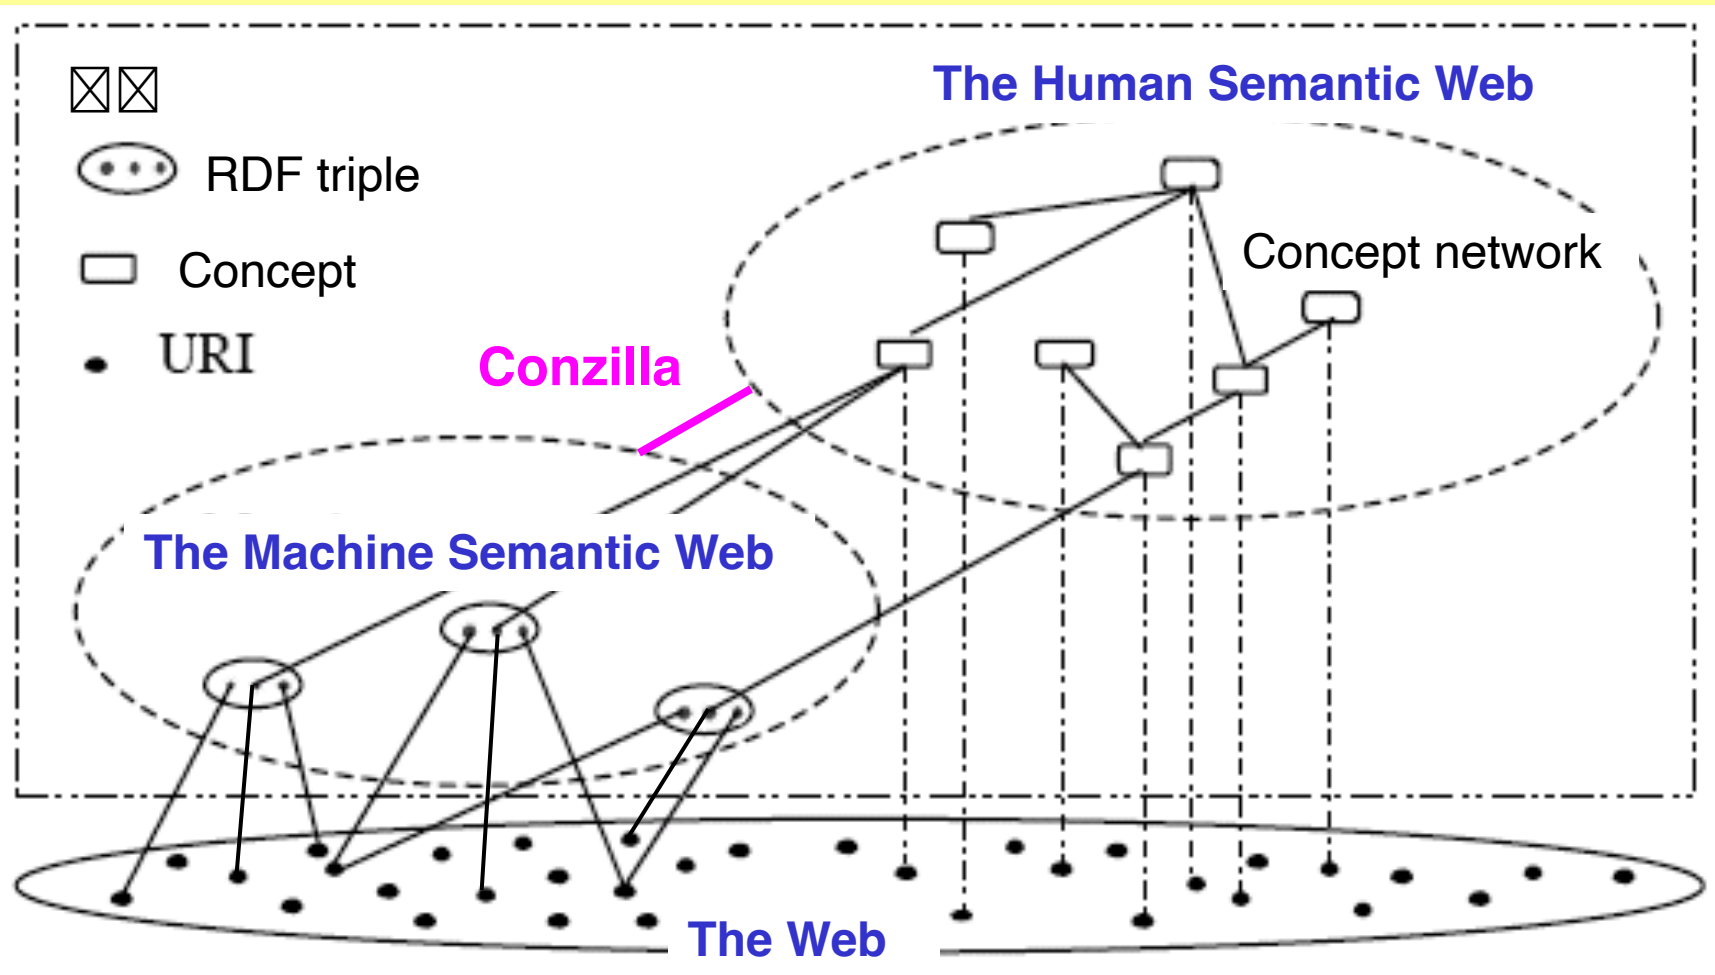 The Human Semantic Web
RDF triple
Concept network
Concept
URI
Conzilla
The Machine Semantic Web
The Web